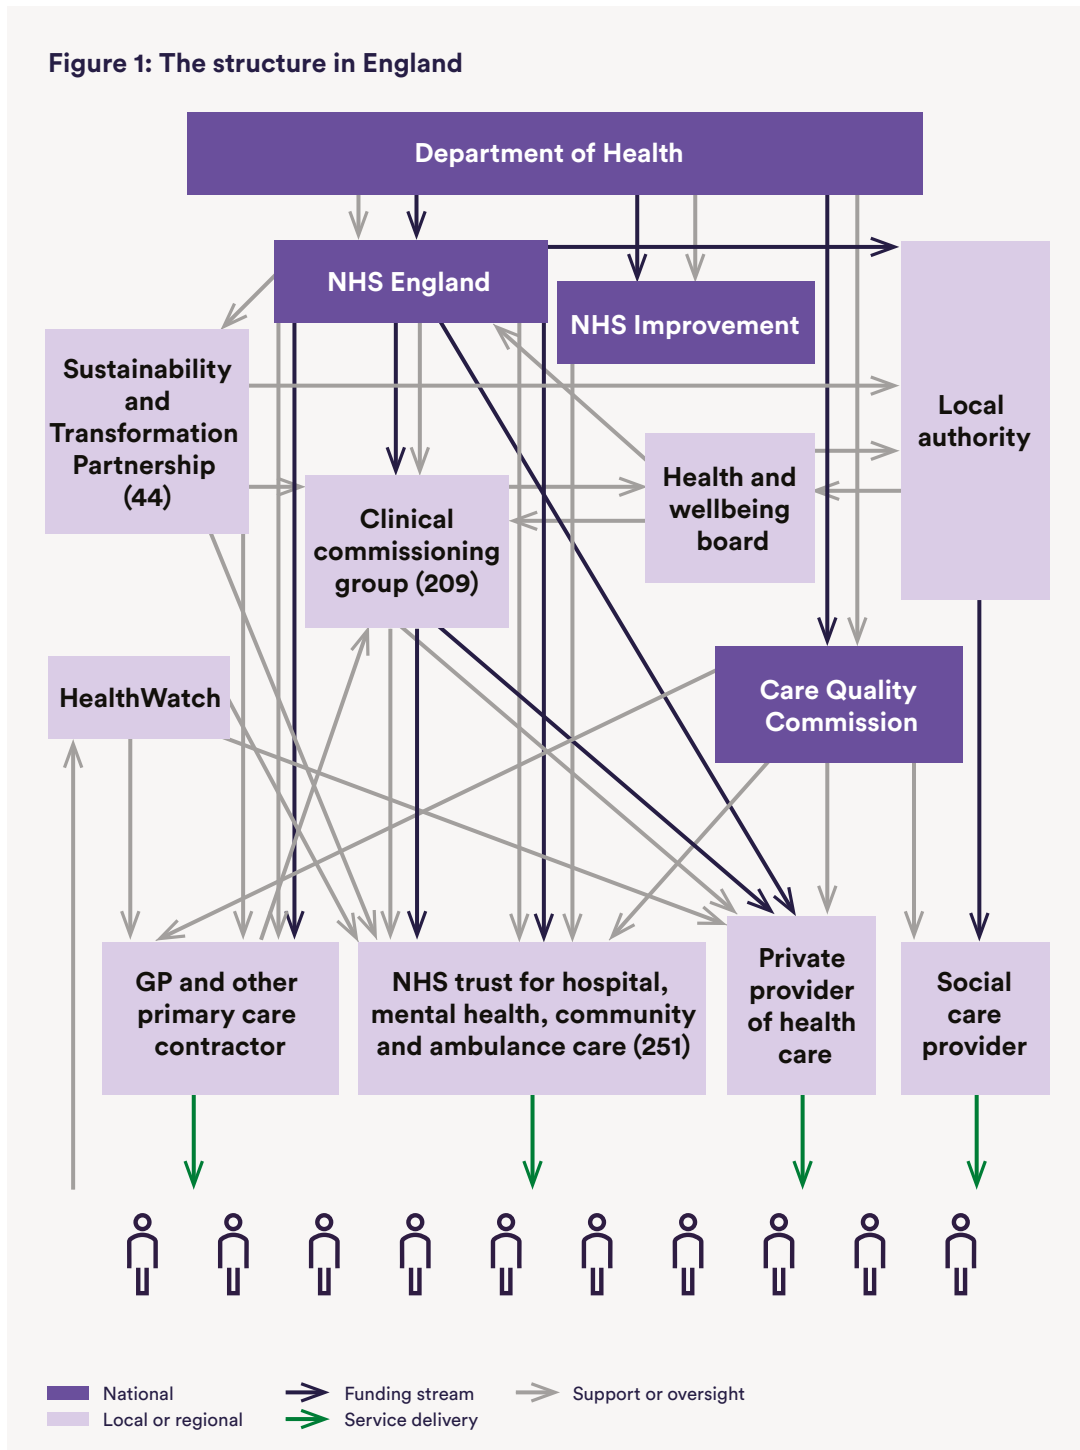 Figure 1: The structure in England
Department of Health
NHS England
NHS Improvement
Sustainability
and
Transformation
Partnership
(44)
Local
authority
Health and
wellbeing
board
Clinical
commissioning
group (209)
HealthWatch
Care Quality
Commission
GP and other
primary care
contractor
NHS trust for hospital,
mental health, community
and ambulance care (251)
Private
provider
of health
care
Social
care
provider
National
Local or regional
Funding stream
Service delivery
Support or oversight